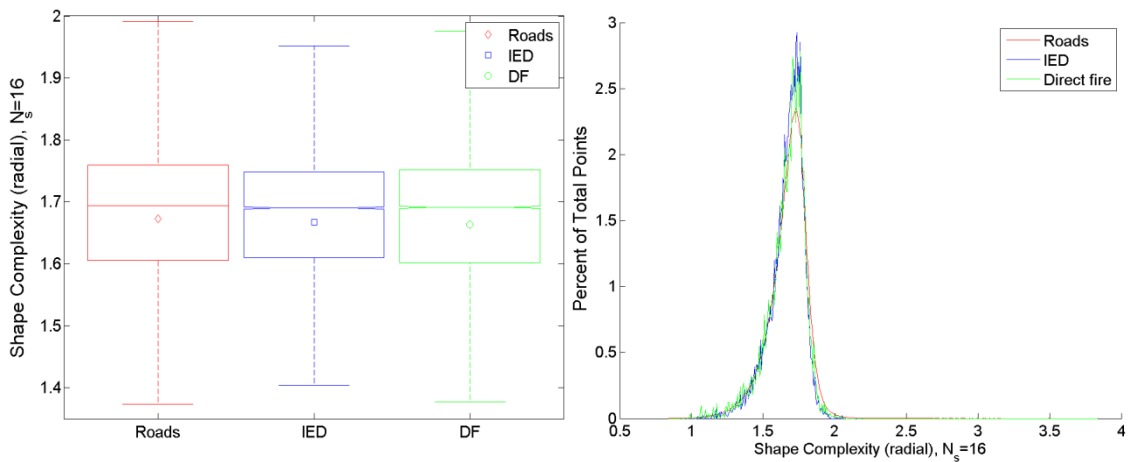 2
1.9
1.8
1.7
1.6
1.5
1.4
Shape Complexity (radial), N_s=16
Roads
IED
DF
Roads
IED
DF
3
2.5
2
1.5
1
0.5
0
Percent of Total Points
Roads
IED
Direct fire
0.5
1
1.5
2
2.5
3
3.5
4
Shape Complexity (radial), N_s=16